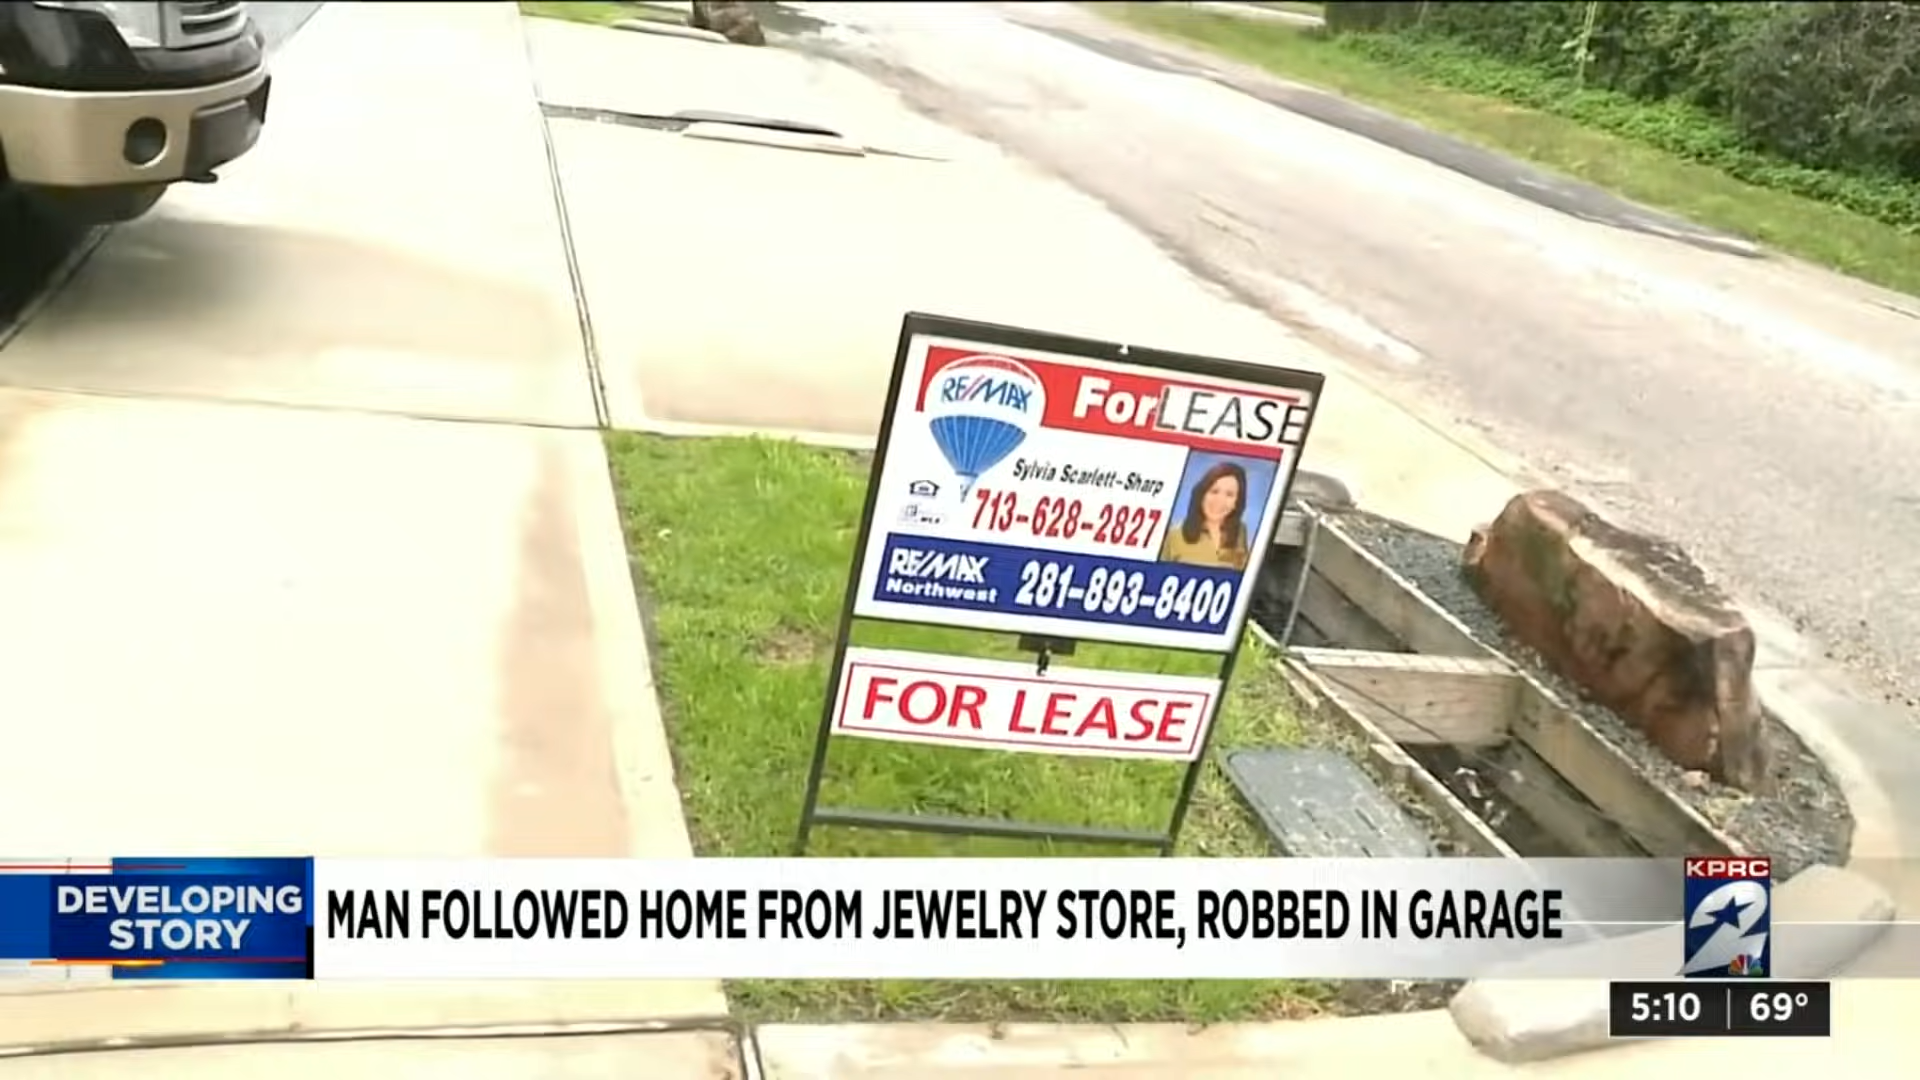 RE/MAX
ForLEASE
Sylvia Scarlett-Sharp
713-628-2827
RE/MAX
Northwest
281-893-8400
FOR LEASE
DEVELOPING
STORY
MAN FOLLOWED HOME FROM JEWELRY STORE, ROBBED IN GARAGE
KPRC
2
5:10 69°